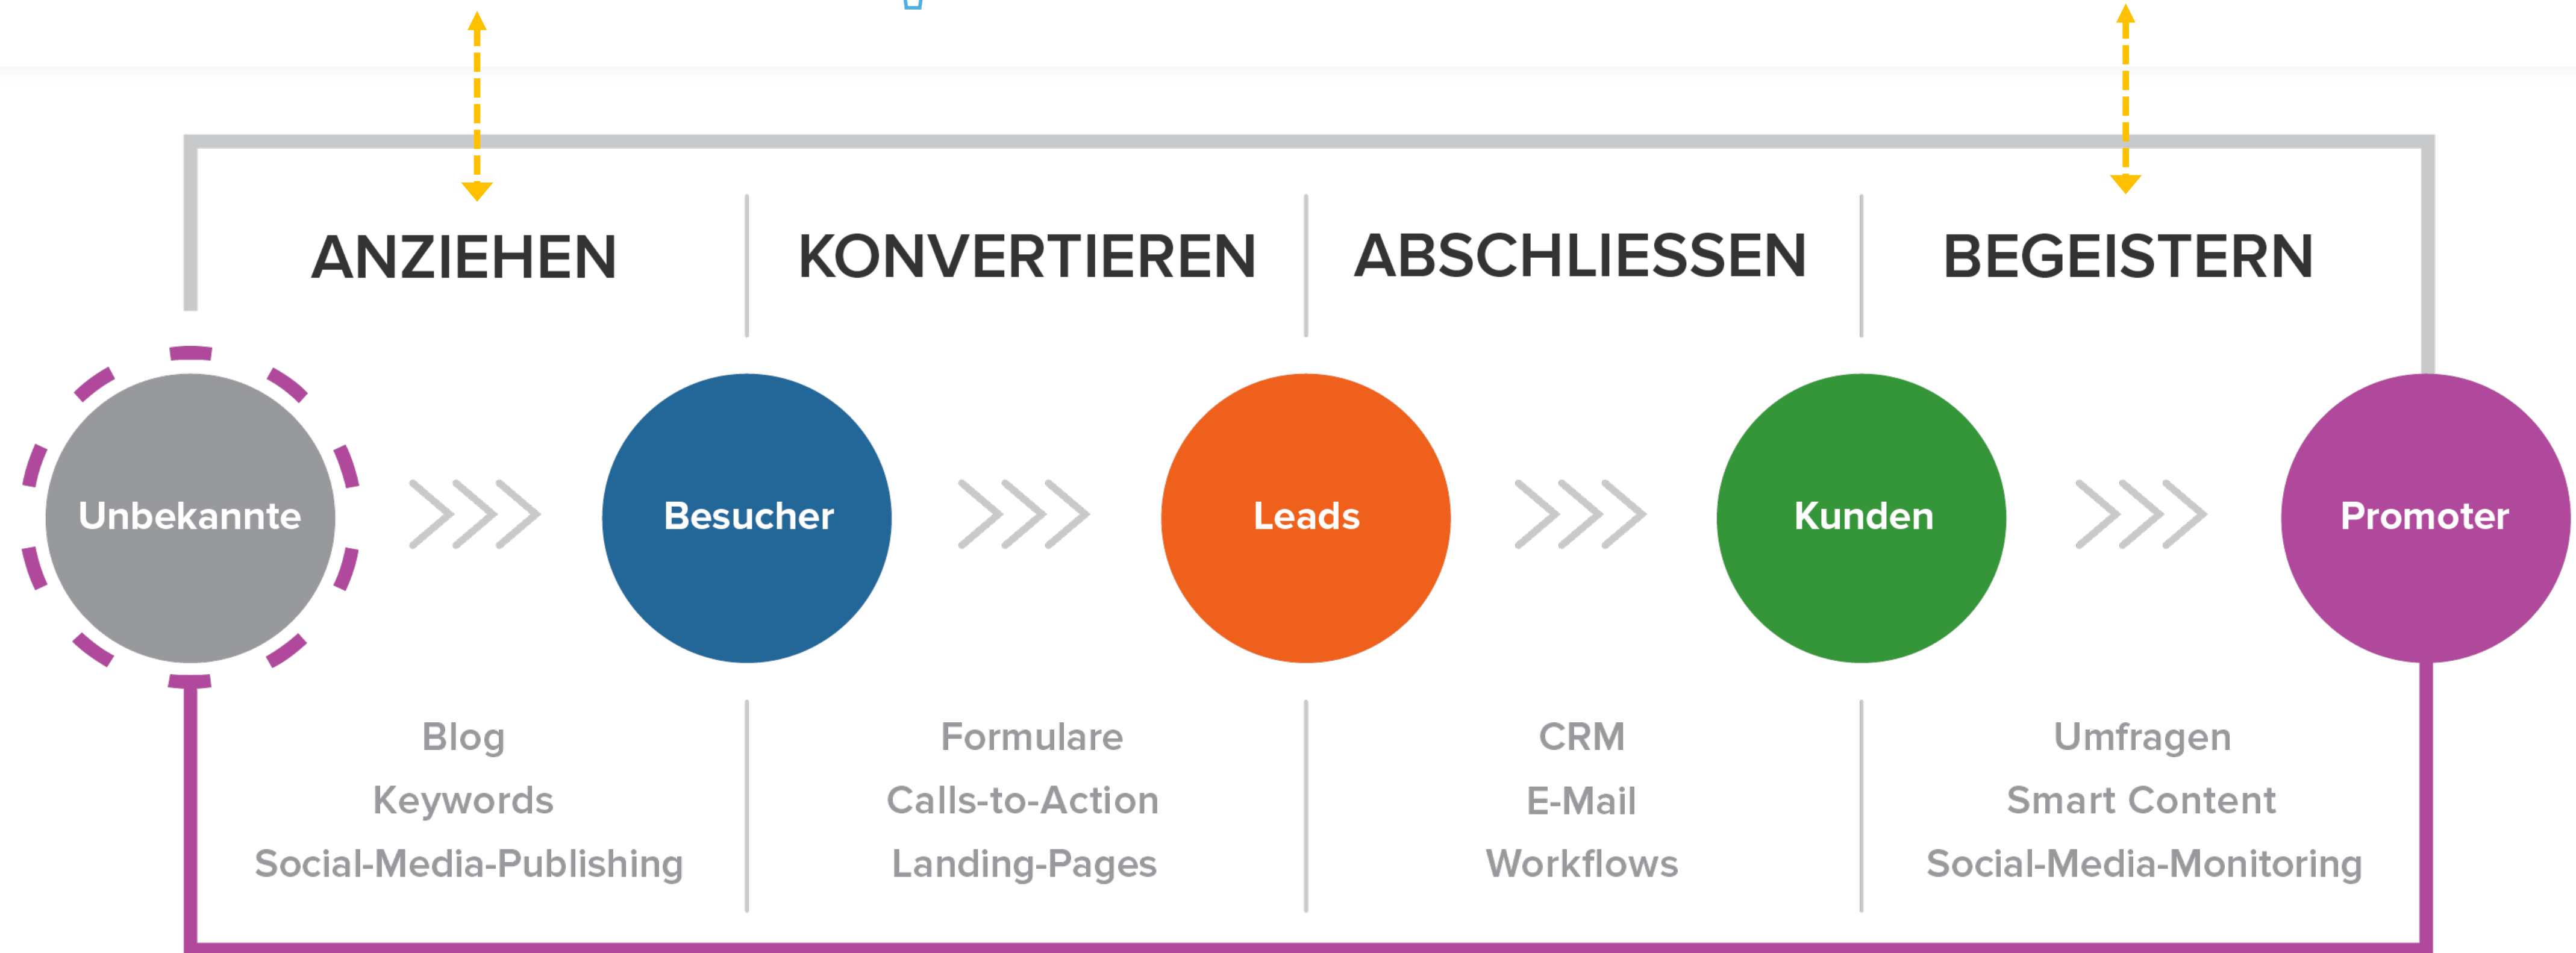 ANZIEHEN
KONVERTIEREN
ABSCHLIESSEN
BEGEISTERN
Unbekannte
Besucher
Leads
Kunden
Promoter
Blog
Keywords
Social-Media-Publishing
Formulare
Calls-to-Action
Landing-Pages
CRM
E-Mail
Workflows
Umfragen
Smart Content
Social-Media-Monitoring